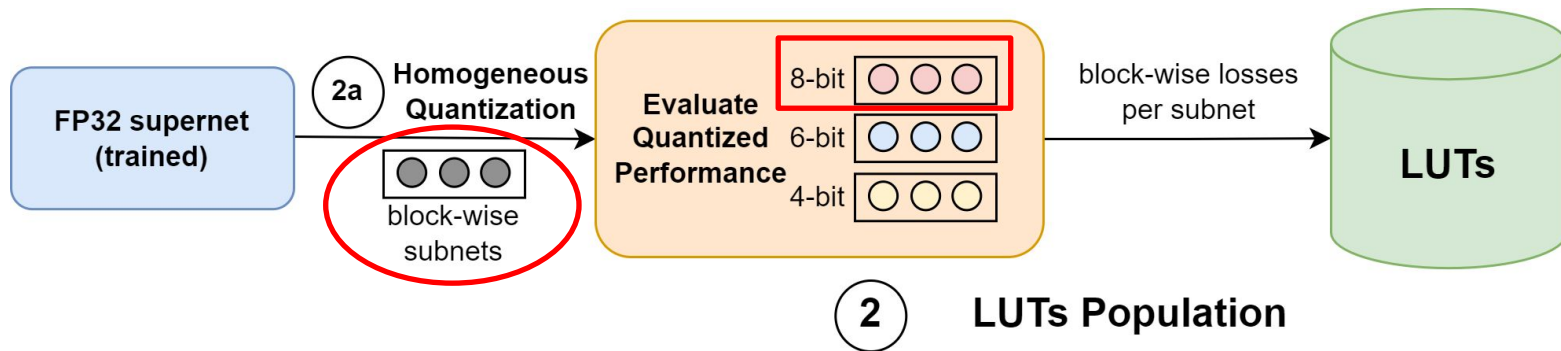 FP32 supernet
(trained)
2a
Homogeneous
Quantization
block-wise
subnets
Evaluate
Quantized
Performance
8-bit
6-bit
4-bit
block-wise losses
per subnet
LUTs
2
LUTs Population